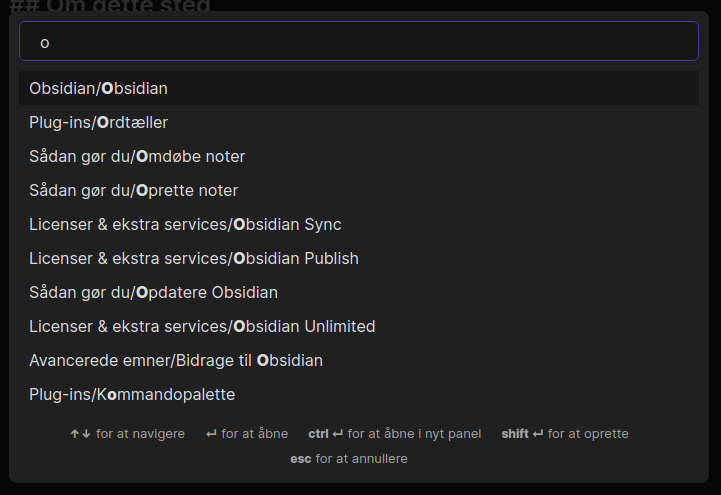 ## Om dette sted
o
Obsidian/Obsidian
Plug-ins/Ordtæller
Sådan gør du/Omdøbe noter
Sådan gør du/Oprette noter
Licenser & ekstra services/Obsidian Sync
Licenser & ekstra services/Obsidian Publish
Sådan gør du/Opdatere Obsidian
Licenser & ekstra services/Obsidian Unlimited
Avancerede emner/Bidrage til Obsidian
Plug-ins/Kommandopalette
↑↓ for at navigere ↵ for at åbne ctrl ↵ for at åbne i nyt panel shift ↵ for at oprette
esc for at annullere